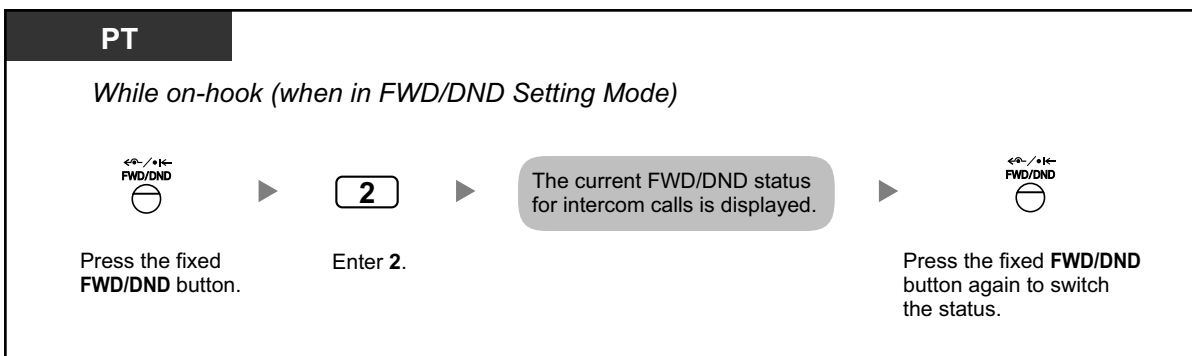 PT
While on-hook (when in FWD/DND Setting Mode)
FWD/DND
2
The current FWD/DND status
for intercom calls is displayed.
FWD/DND
Press the fixed
FWD/DND button.
Enter 2.
Press the fixed FWD/DND
button again to switch
the status.